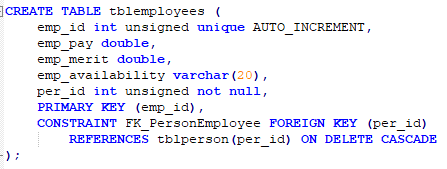 CREATE TABLE tblemployees (
emp_id int unsigned unique AUTO_INCREMENT,
emp_pay double,
emp_merit double,
emp_availability varchar(20),
per_id int unsigned not null,
PRIMARY KEY (emp_id),
CONSTRAINT FK_PersonEmployee FOREIGN KEY (per_id)
REFERENCES tblperson(per_id) ON DELETE CASCADE
);